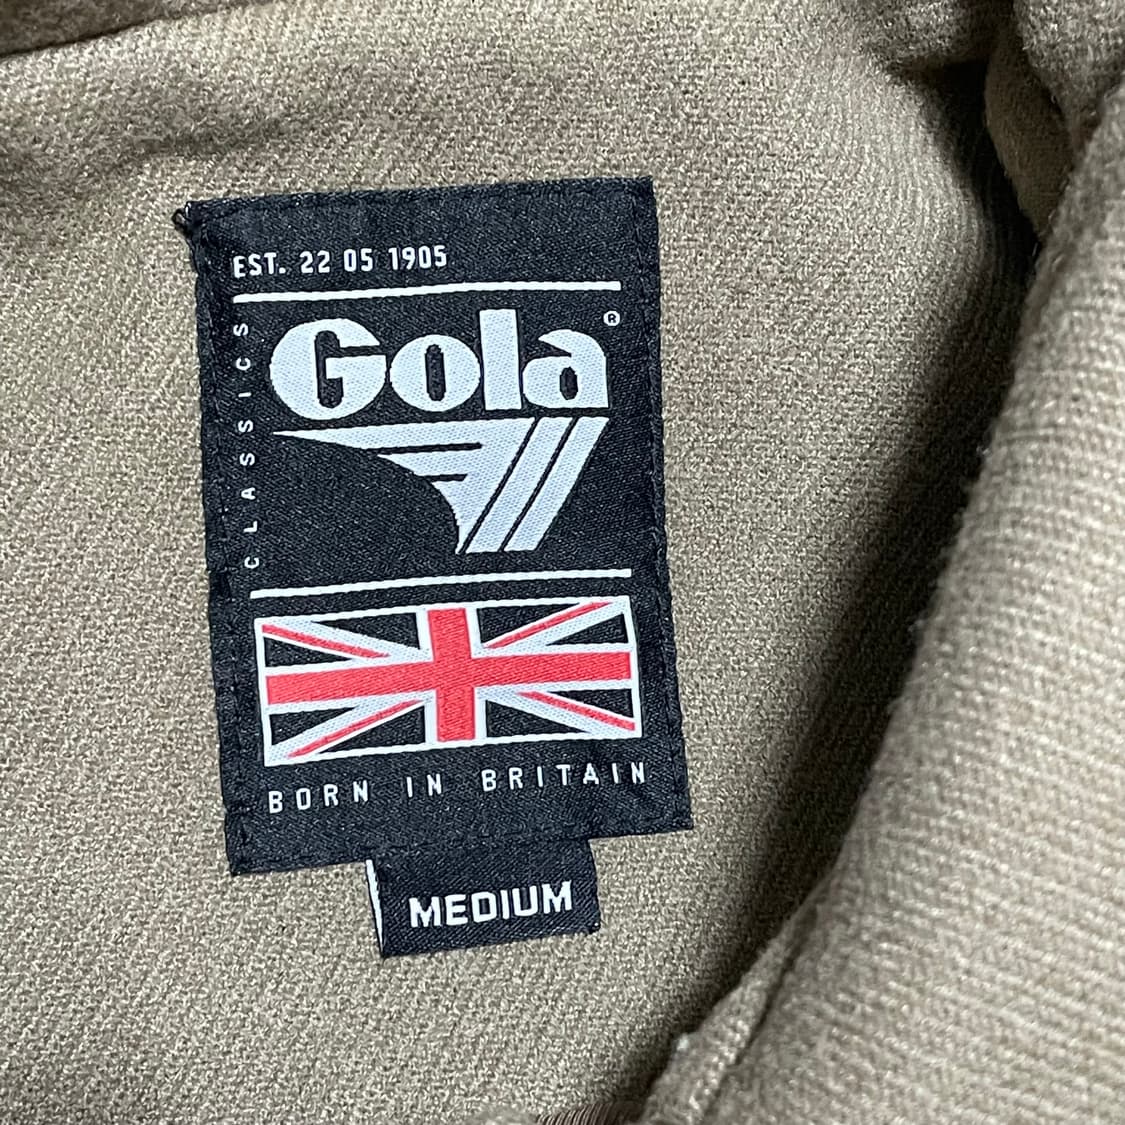 EST. 22 05 1905
CLASSICS
Gola®
BORN IN BRITAIN
MEDIUM